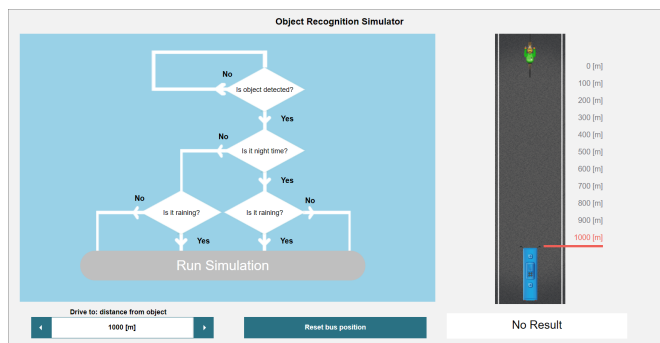 Object Recognition Simulator
No
Is object detected?
Yes
No
Is it night time?
Yes
No
No
Is it raining?
Is it raining?
Yes
Yes
Run Simulation
0 [m]
100 [m]
200 [m]
300 [m]
400 [m]
500 [m]
600 [m]
700 [m]
800 [m]
900 [m]
1000 [m]
Drive to: distance from object
1000 [m]
Reset bus position
No Result